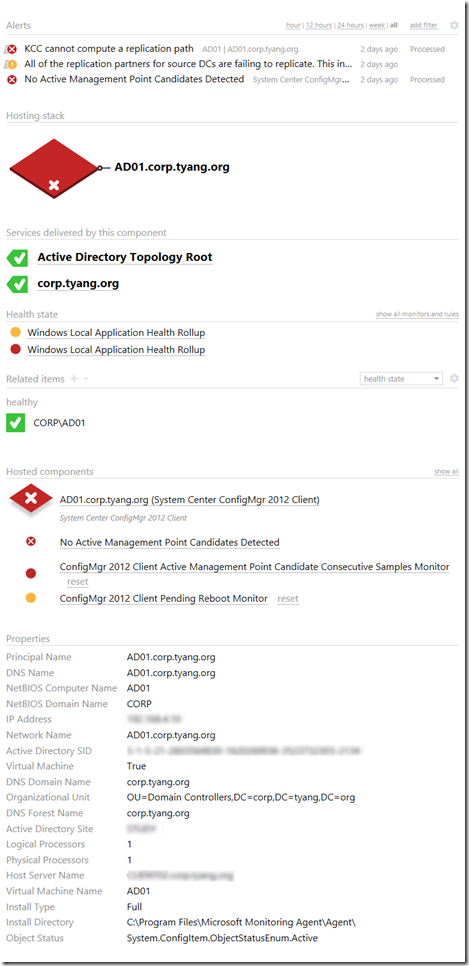 Alerts
hour | 12 hours | 24 hours | week | all
add filter
KCC cannot compute a replication path AD01 | AD01.corp.tyang.org 2 days ago Processed
All of the replication partners for source DCs are failing to replicate. This in... 2 days ago
No Active Management Point Candidates Detected System Center ConfigM... 2 days ago Processed
Hosting stack
AD01.corp.tyang.org
Services delivered by this component
Active Directory Topology Root
corp.tyang.org
Health state show all monitors and rules
Windows Local Application Health Rollup
Windows Local Application Health Rollup
Related items + - health state
healthy
CORP\AD01
Hosted components show all
AD01.corp.tyang.org (System Center ConfigMgr 2012 Client)
System Center ConfigMgr 2012 Client
No Active Management Point Candidates Detected
ConfigMgr 2012 Client Active Management Point Candidate Consecutive Samples Monitor
reset
ConfigMgr 2012 Client Pending Reboot Monitor reset
Properties
Principal Name AD01.corp.tyang.org
DNS Name AD01.corp.tyang.org
NetBIOS Computer Name AD01
NetBIOS Domain Name CORP
IP Address
Network Name AD01.corp.tyang.org
Active Directory SID
Virtual Machine True
DNS Domain Name corp.tyang.org
Organizational Unit OU=Domain Controllers,DC=corp,DC=tyang,DC=org
DNS Forest Name corp.tyang.org
Active Directory Site
Logical Processors 1
Physical Processors 1
Host Server Name
Virtual Machine Name AD01
Install Type Full
Install Directory C:\Program Files\Microsoft Monitoring Agent\Agent\
Object Status System.ConfigItem.ObjectStatusEnum.Active